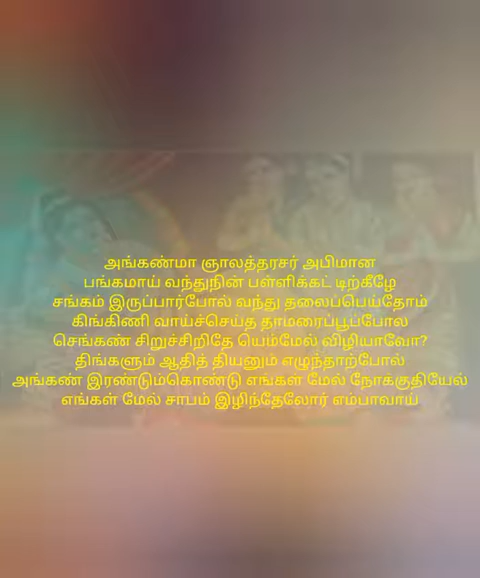 அங்கண்மா ஞாலத்தரசர் அபிமான
பங்கமாய் வந்துநின் பள்ளிக்கட் டிற்கீழே
சங்கம் இருப்பார்போல் வந்து தலைப்பெய்தோம்
கிங்கிணி வாய்ச்செய்த தாமரைப்பூப்போல
செங்கண் சிறுச்சிறிதே யெம்மேல் விழியாவோ?
திங்களும் ஆதித் தியனும் எழுந்தாற்போல்
அங்கண் இரண்டும்கொண்டு எங்கள மேல் நோக்குதியேல்
எங்கள் மேல் சாபம் இழிந்தேலோர் எம்பாவாய்